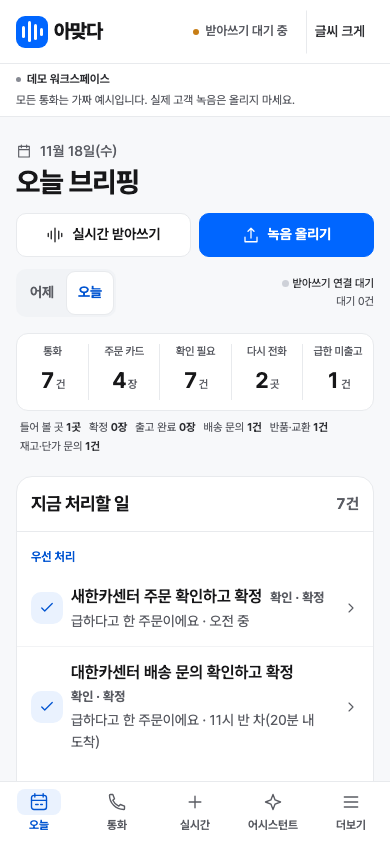 아맞다
받아쓰기 대기 중
글씨 크게
데모 워크스페이스
모든 통화는 가짜 예시입니다. 실제 고객 녹음은 올리지 마세요.
11월 18일(수)
오늘 브리핑
실시간 받아쓰기
녹음 올리기
어제
오늘
받아쓰기 연결 대기
대기 0건
통화
7건
주문 카드
4장
확인 필요
7건
다시 전화
2곳
급한 미출고
1건
들어 볼 곳 1곳 확정 0장 출고 완료 0장 배송 문의 1건 반품·교환 1건
재고·단가 문의 1건
지금 처리할 일
7건
우선 처리
새한카센터 주문 확인하고 확정 확인 · 확정
급하다고 한 주문이에요 · 오전 중
대한카센터 배송 문의 확인하고 확정
확인 · 확정
급하다고 한 주문이에요 · 11시 반 차(20분 내
도착)
오늘
통화
실시간
어시스턴트
더보기